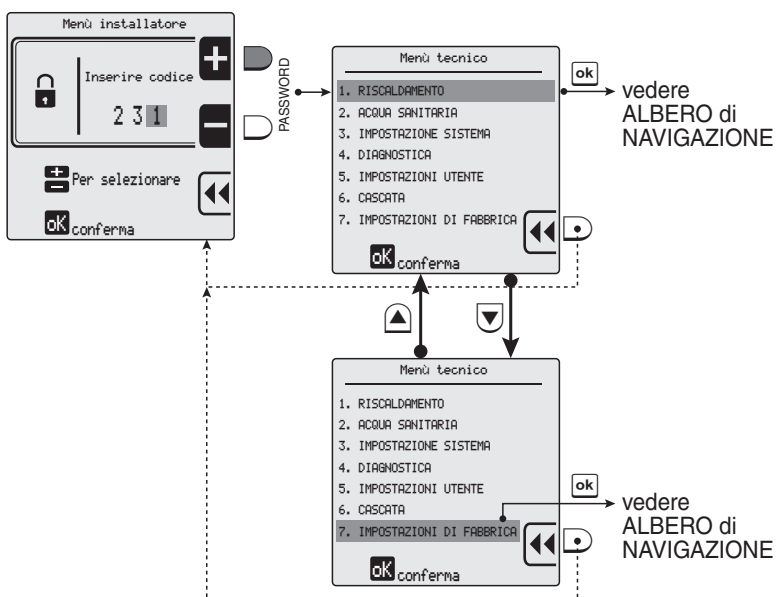 Menù installatore
Inserire codice
2 3 1
+
−
+
−
Per selezionare
oK conferma
PASSWORD
Menù tecnico
1. RISCALDAMENTO
2. ACQUA SANITARIA
3. IMPOSTAZIONE SISTEMA
4. DIAGNOSTICA
5. IMPOSTAZIONI UTENTE
6. CASCATA
7. IMPOSTAZIONI DI FABBRICA
oK conferma
ok
vedere
ALBERO di
NAVIGAZIONE
Menù tecnico
1. RISCALDAMENTO
2. ACQUA SANITARIA
3. IMPOSTAZIONE SISTEMA
4. DIAGNOSTICA
5. IMPOSTAZIONI UTENTE
6. CASCATA
7. IMPOSTAZIONI DI FABBRICA
oK conferma
ok
vedere
ALBERO di
NAVIGAZIONE